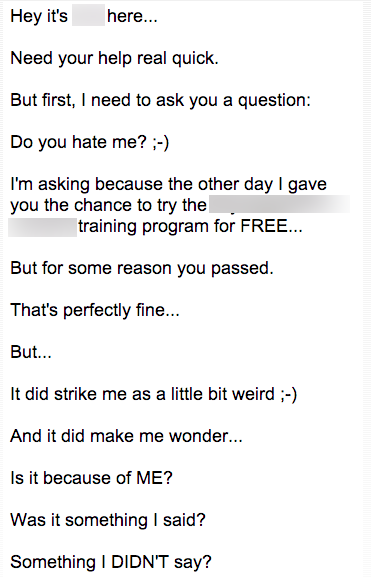 Hey it's here...
Need your help real quick.
But first, I need to ask you a question:
Do you hate me? ;-)
I'm asking because the other day I gave
you the chance to try the
training program for FREE...
But for some reason you passed.
That's perfectly fine...
But...
It did strike me as a little bit weird ;-)
And it did make me wonder...
Is it because of ME?
Was it something I said?
Something I DIDN'T say?